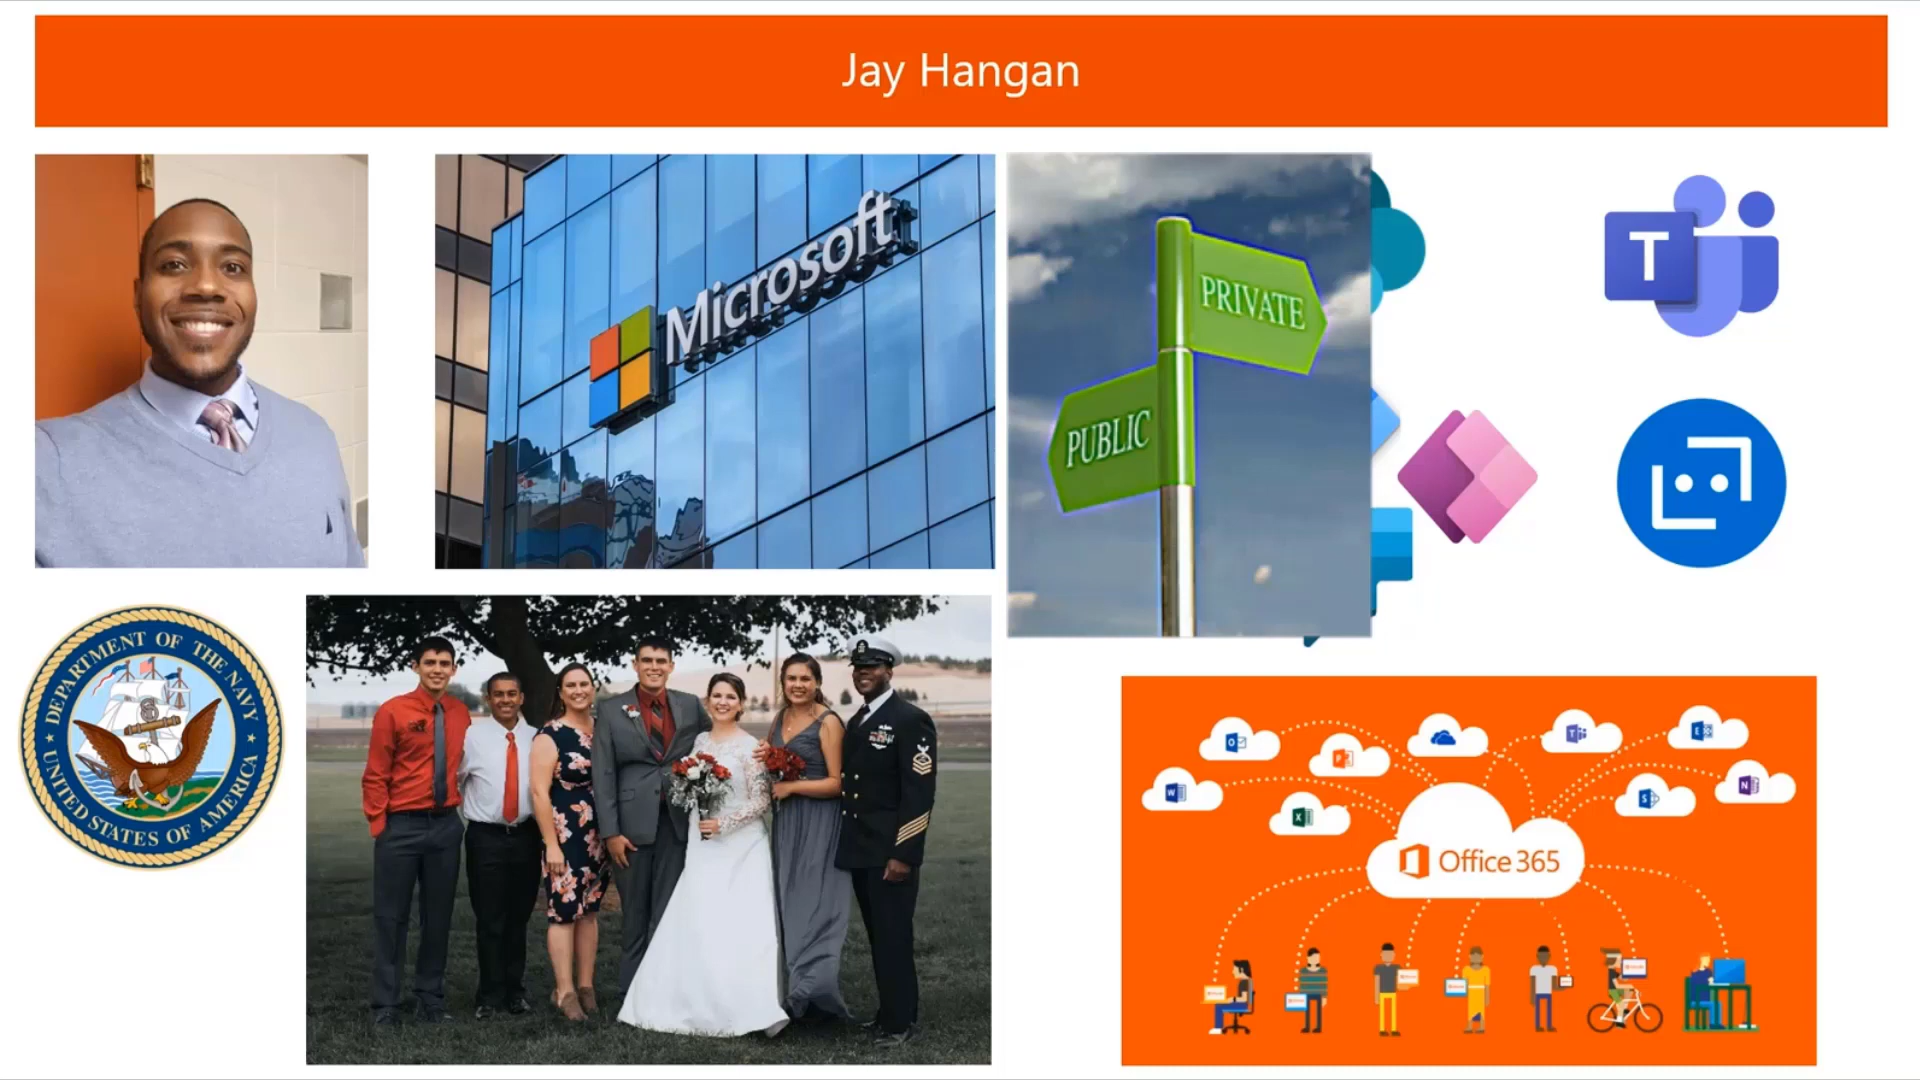 Jay Hangan
Microsoft
PRIVATE
PUBLIC
T
DEPARTMENT OF THE NAVY
UNITED STATES OF AMERICA
O
P
T
E
W
X
S
N
Office 365